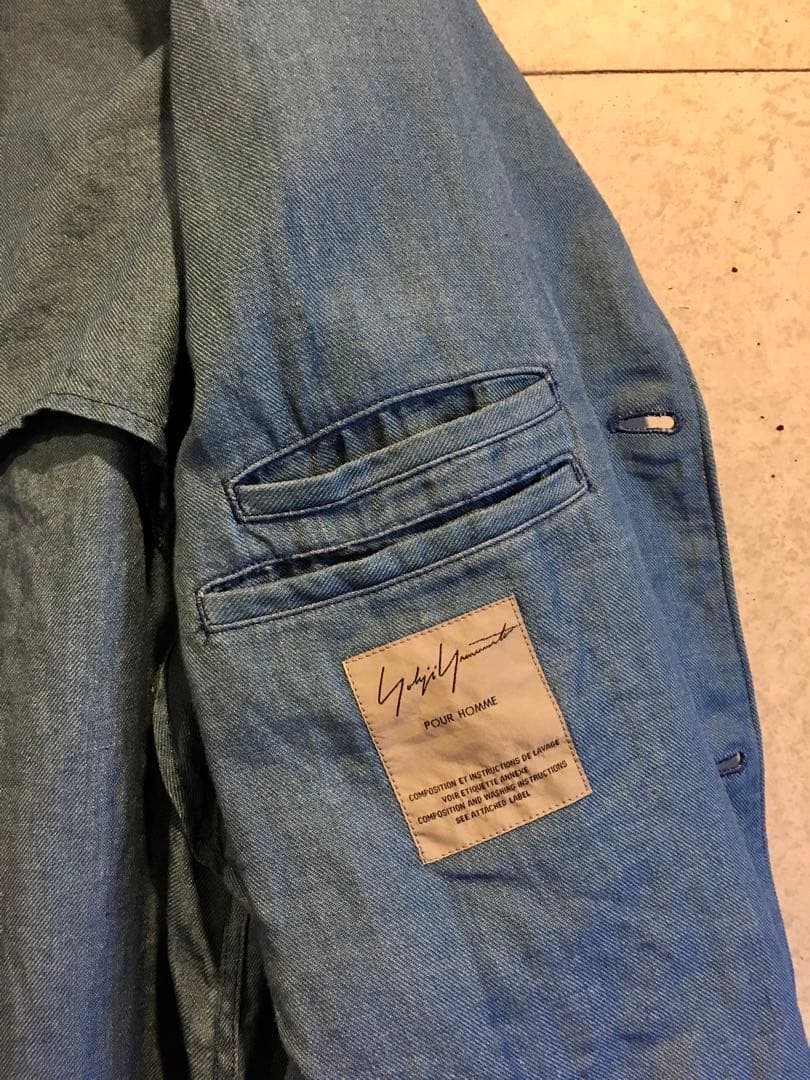 Yohji Yamamoto
POUR HOMME
COMPOSITION ET INSTRUCTIONS DE LAVAGE
VOIR ETIQUETTE ANNEXE
COMPOSITION AND WASHING INSTRUCTIONS
SEE ATTACHED LABEL